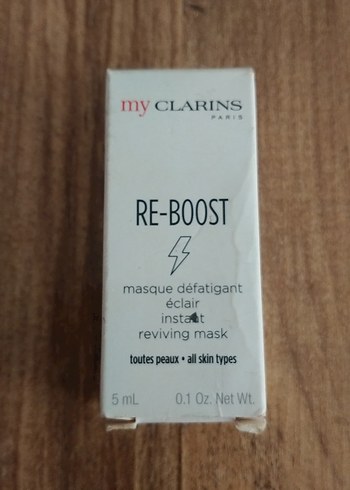 my CLARINS
PARIS
RE-BOOST
masque défatigant
éclair
instant
reviving mask
toutes peaux • all skin types
5 mL 0.1 Oz. Net Wt.